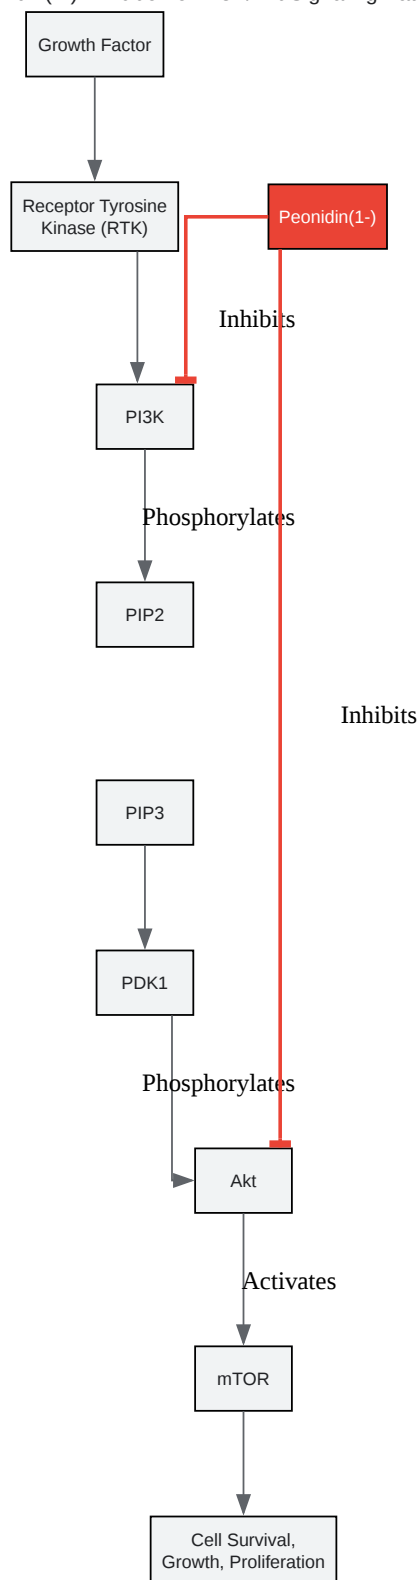 Growth Factor
Receptor Tyrosine
Kinase (RTK)
Peonidin(1-)
Inhibits
PI3K
Phosphorylates
PIP2
Inhibits
PIP3
PDK1
Phosphorylates
Akt
Activates
mTOR
Cell Survival,
Growth, Proliferation